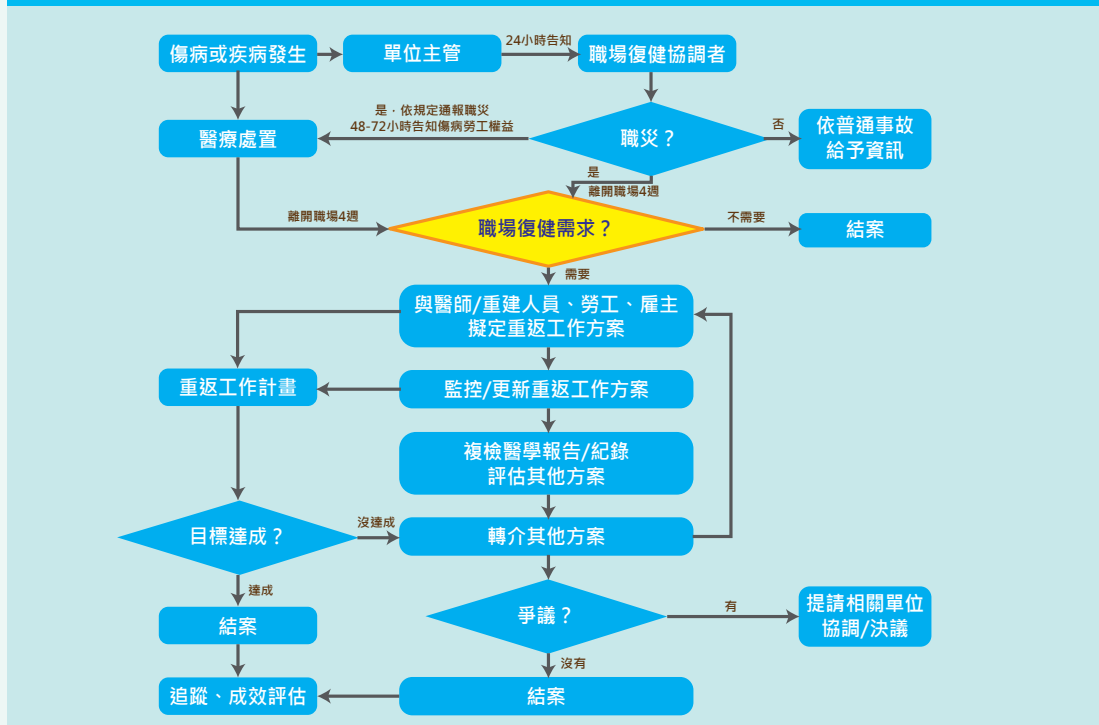 傷病或疾病發生
單位主管
24小時告知
職場復健協調者
是．依規定通報職災
48-72小時告知傷病勞工權益
醫療處置
職災？
否
依普通事故
給予資訊
是
離開職場4週
離開職場4週
職場復健需求？
不需要
結案
需要
與醫師/重建人員、勞工、雇主
擬定重返工作方案
重返工作計畫
監控/更新重返工作方案
複檢醫學報告/紀錄
評估其他方案
目標達成？
沒達成
轉介其他方案
達成
結案
爭議？
有
提請相關單位
協調/決議
沒有
追蹤、成效評估
結案